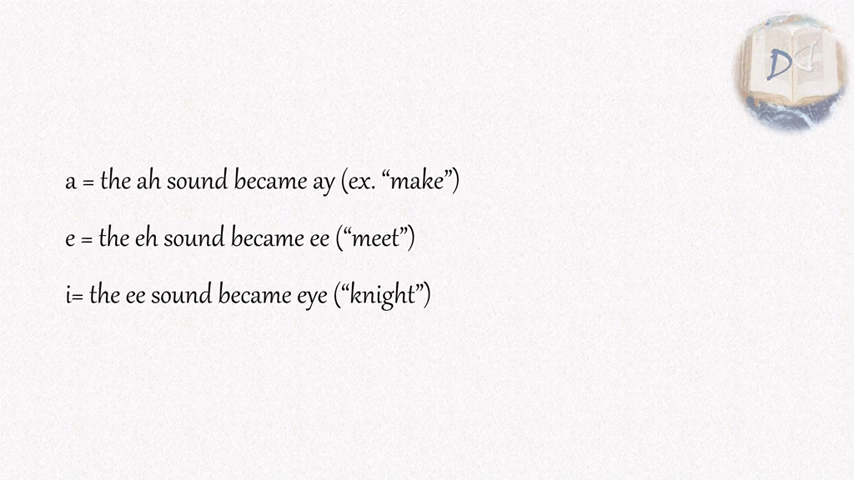 DC
a = the ah sound became ay (ex. “make”)
e = the eh sound became ee (“meet”)
i= the ee sound became eye (“knight”)